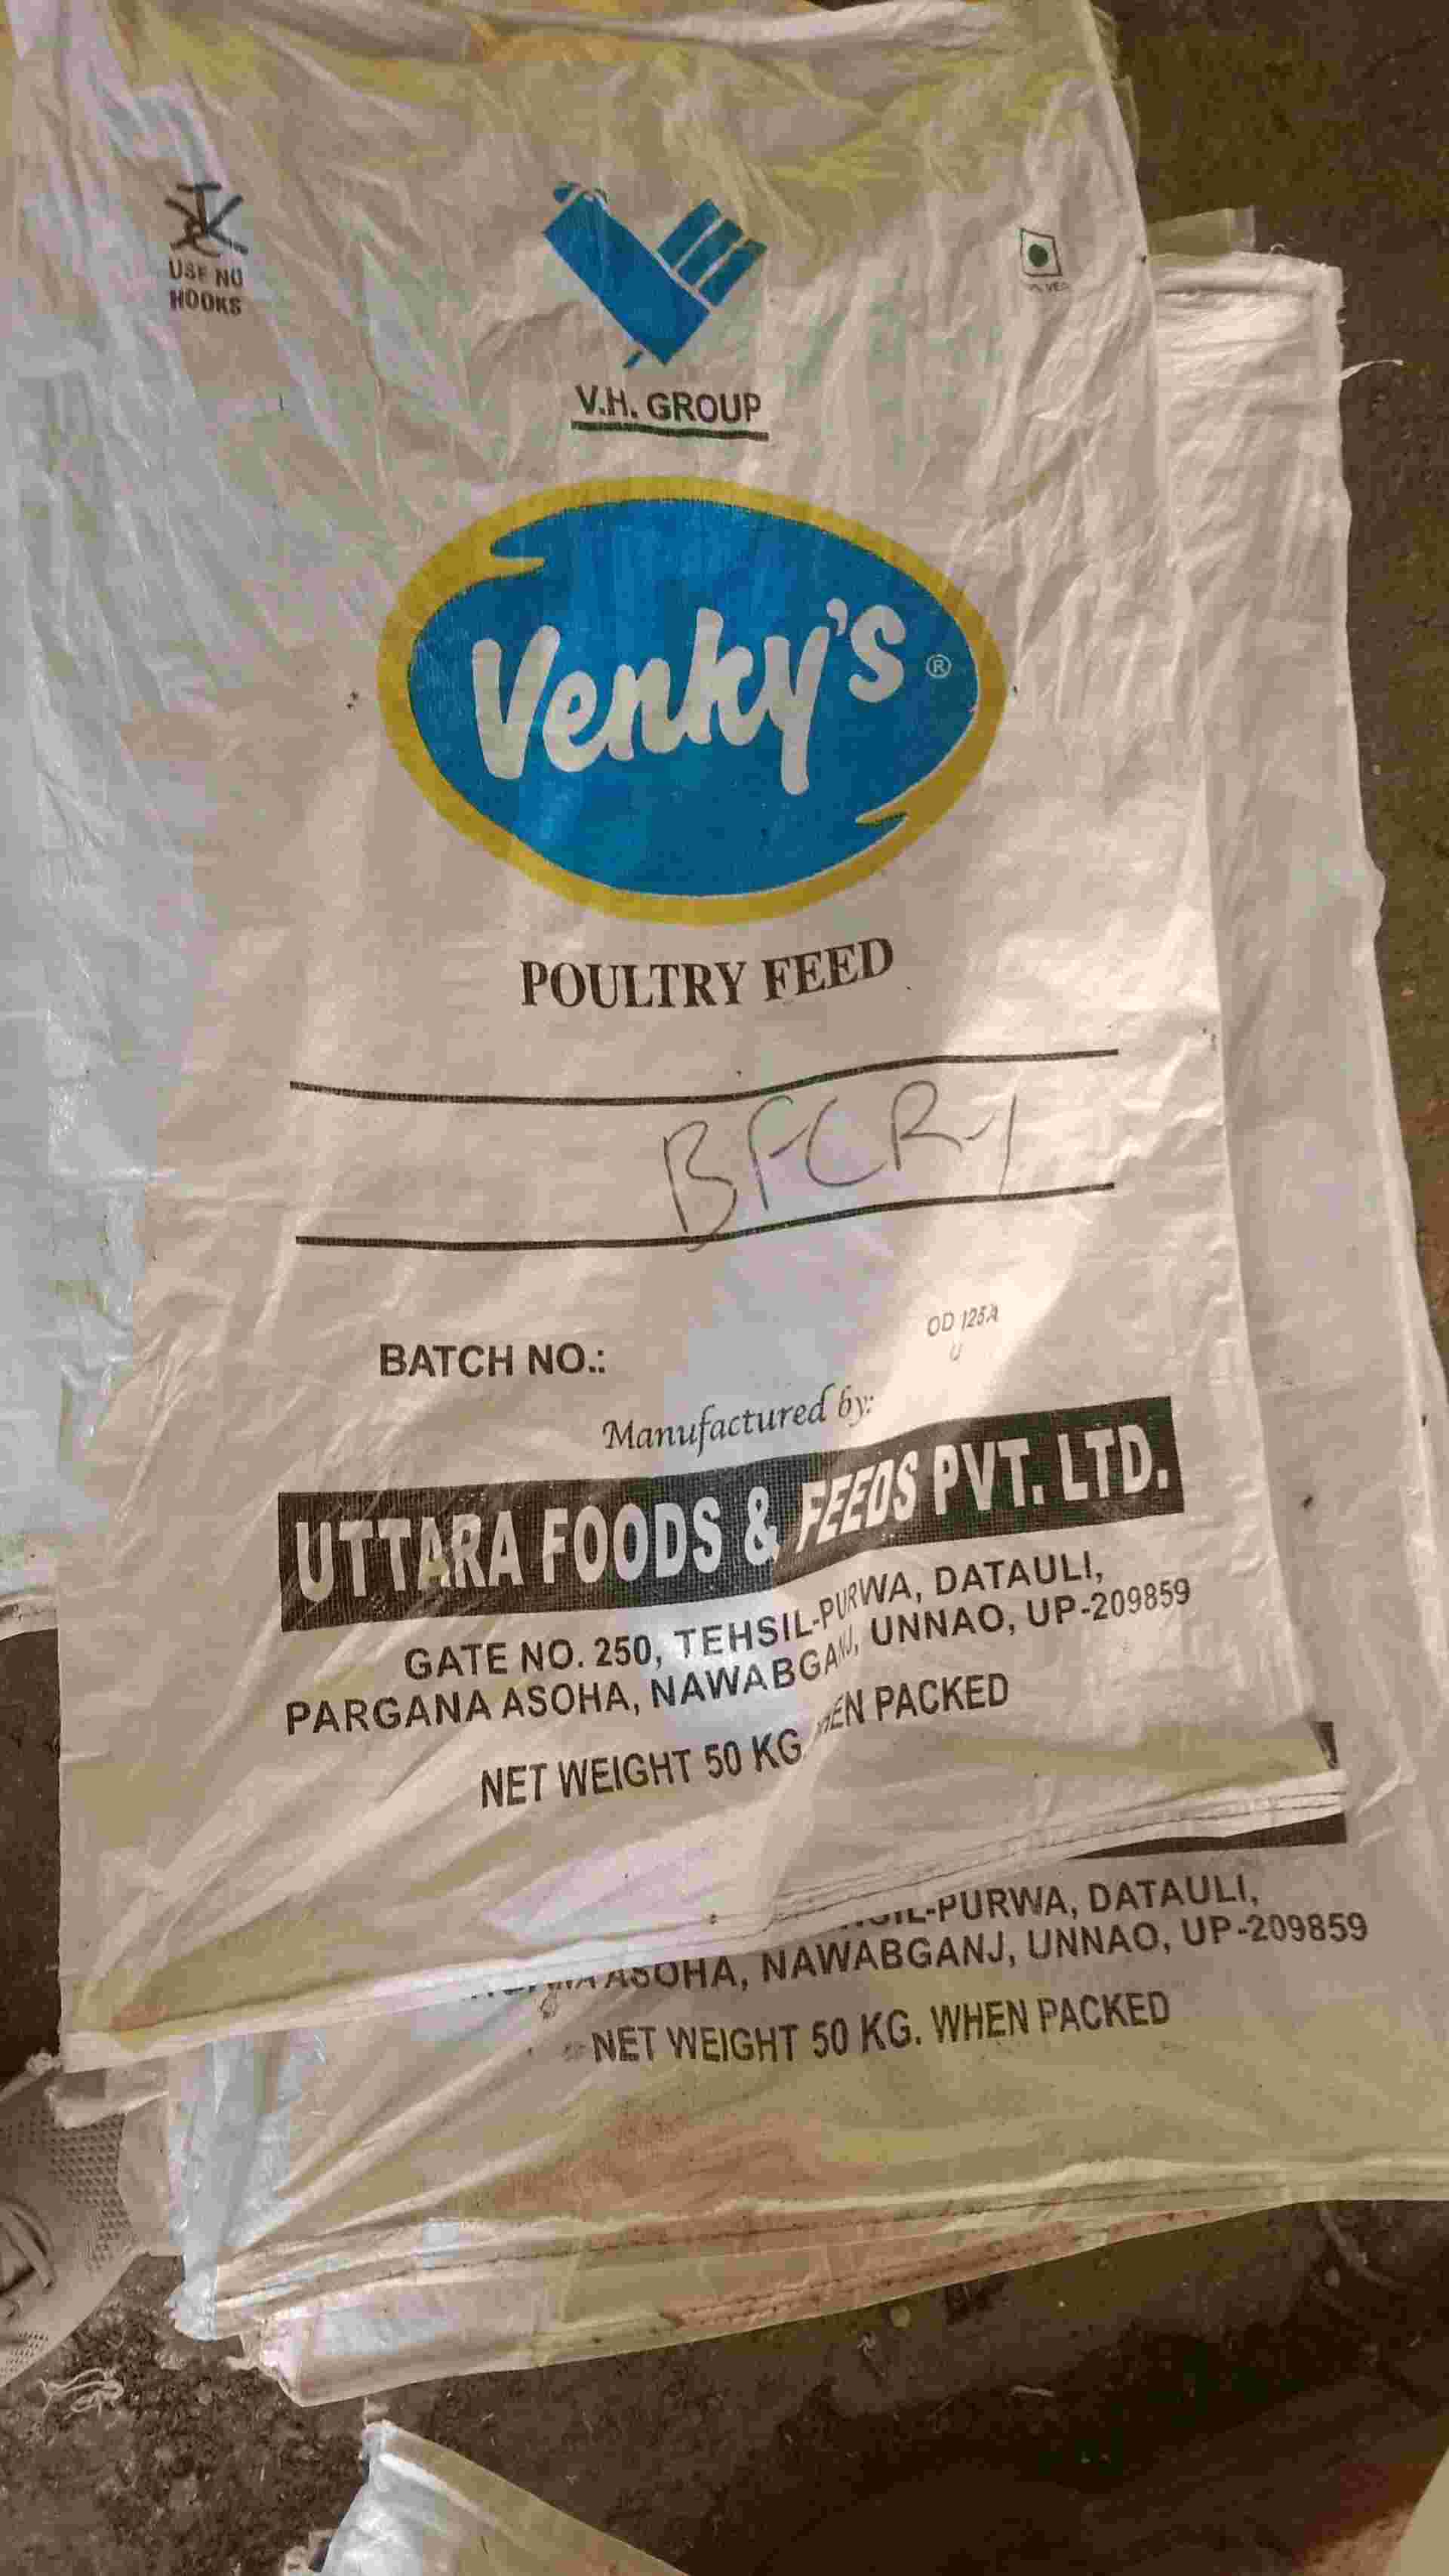 USE NO
HOOKS
V.H. GROUP
Venky's ®
POULTRY FEED
BFCR-1
OD 125A
U
BATCH NO.:
Manufactured by:
UTTARA FOODS & FEEDS PVT. LTD.
GATE NO. 250, TEHSIL-PURWA, DATAULI,
PARGANA ASOHA, NAWABGANJ, UNNAO, UP-209859
NET WEIGHT 50 KG. PACKED
-PURWA, DATAULI,
ASOHA, NAWABGANJ, UNNAO, UP-209859
NET WEIGHT 50 KG. WHEN PACKED